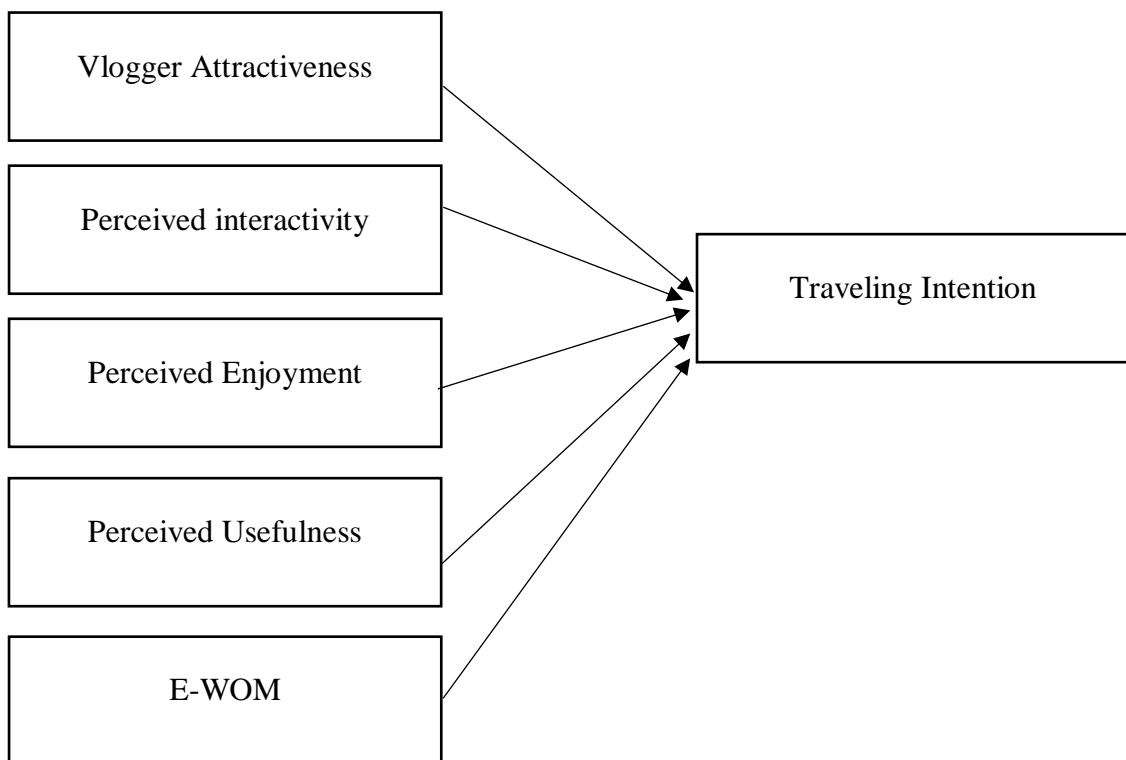 Vlogger Attractiveness
Perceived interactivity
Perceived Enjoyment
Perceived Usefulness
E-WOM
Traveling Intention